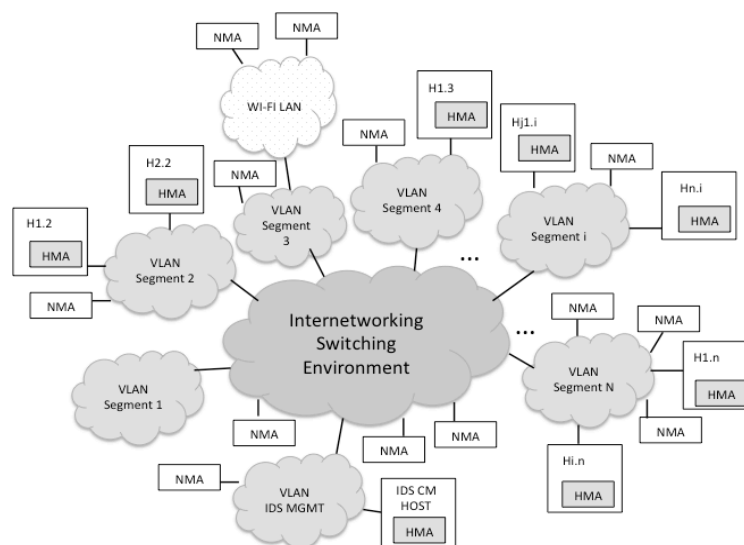 NMA
NMA
WI-FI LAN
NMA
H1.3
HMA
Hj1.i
HMA
NMA
H2.2
HMA
NMA
Hn.i
HMA
H1.2
HMA
VLAN
Segment
3
VLAN
Segment 4
VLAN
Segment i
VLAN
Segment 2
NMA
...
Internetworking
Switching
Environment
...
NMA
NMA
H1.n
HMA
VLAN
Segment 1
VLAN
Segment N
NMA
NMA
NMA
NMA
Hi.n
HMA
NMA
VLAN
IDS MGMT
IDS CM
HOST
HMA